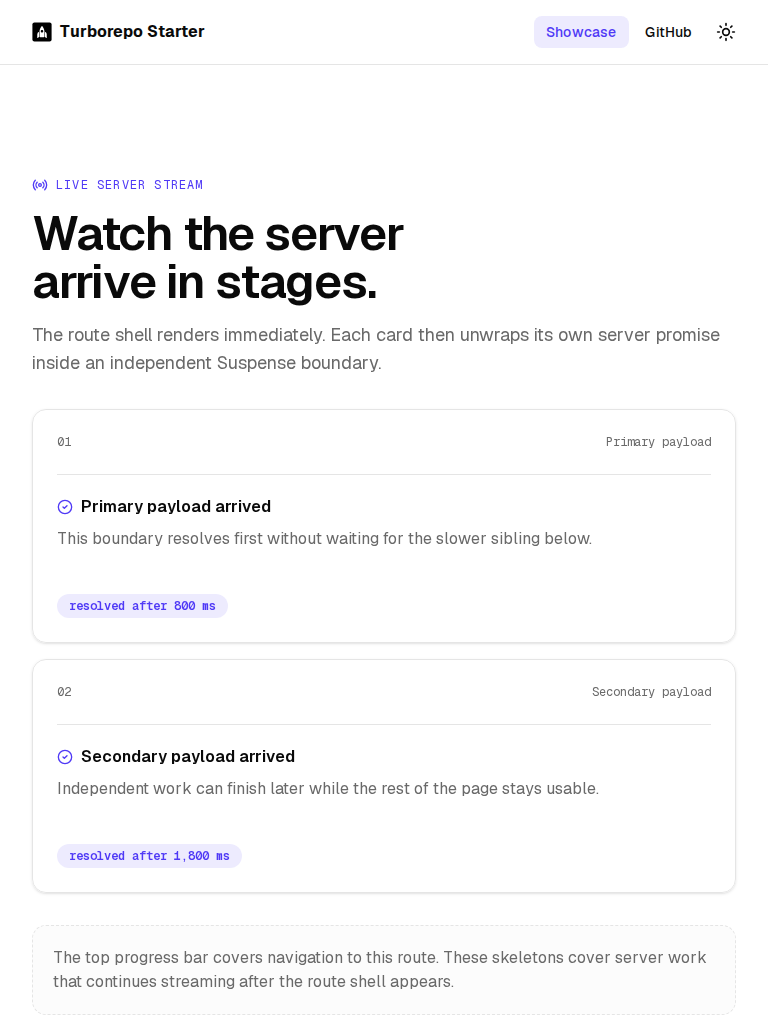 Turborepo Starter
Showcase
GitHub
LIVE SERVER STREAM
Watch the server
arrive in stages.
The route shell renders immediately. Each card then unwraps its own server promise
inside an independent Suspense boundary.
01
Primary payload
Primary payload arrived
This boundary resolves first without waiting for the slower sibling below.
resolved after 800 ms
02
Secondary payload
Secondary payload arrived
Independent work can finish later while the rest of the page stays usable.
resolved after 1,800 ms
The top progress bar covers navigation to this route. These skeletons cover server work
that continues streaming after the route shell appears.